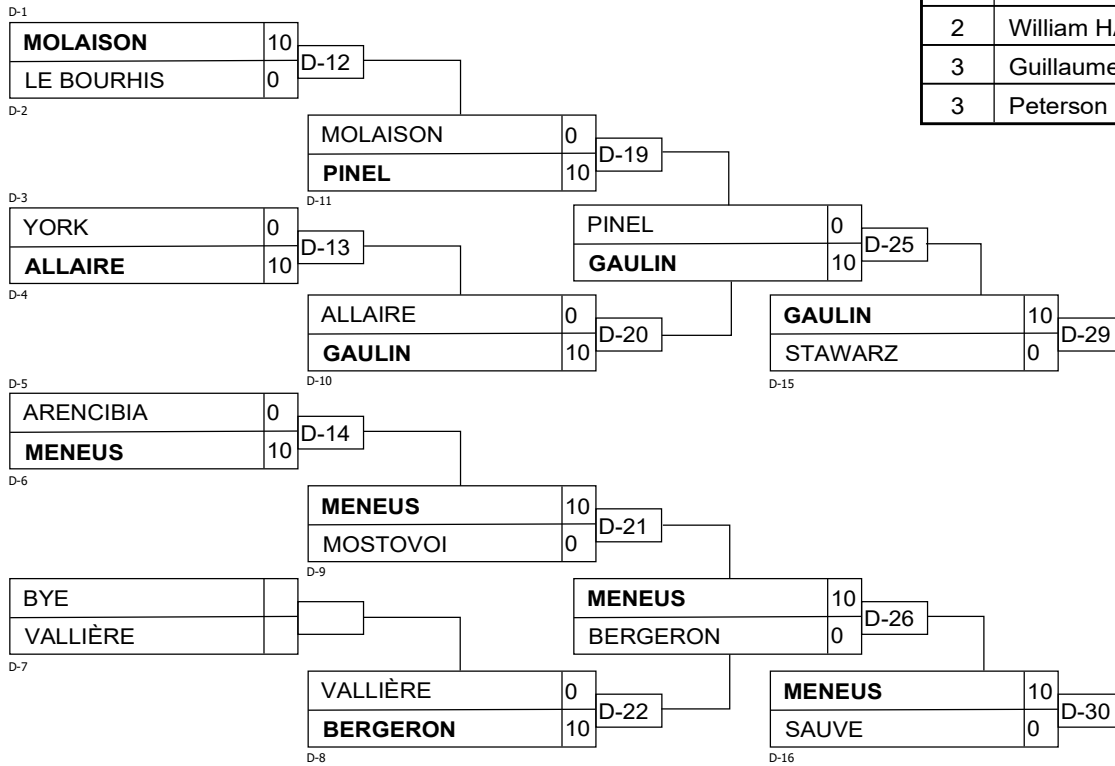 D-1
MOLAISON 10
LE BOURHIS 0
D-12
D-2
2 William
3 Guillaume
3 Peterson
MOLAISON 0
PINEL 10
D-19
D-11
D-3
YORK 0
ALLAIRE 10
D-13
D-4
PINEL 0
GAULIN 10
D-25
ALLAIRE 0
GAULIN 10
D-20
D-10
GAULIN 10
STAWARZ 0
D-29
D-15
D-5
ARENCIBIA 0
MENEUS 10
D-14
D-6
MENEUS 10
MOSTOVOI 0
D-21
D-9
BYE
VALLIÈRE
D-7
MENEUS 10
BERGERON 0
D-26
VALLIÈRE 0
BERGERON 10
D-22
D-8
MENEUS 10
SAUVE 0
D-30
D-16